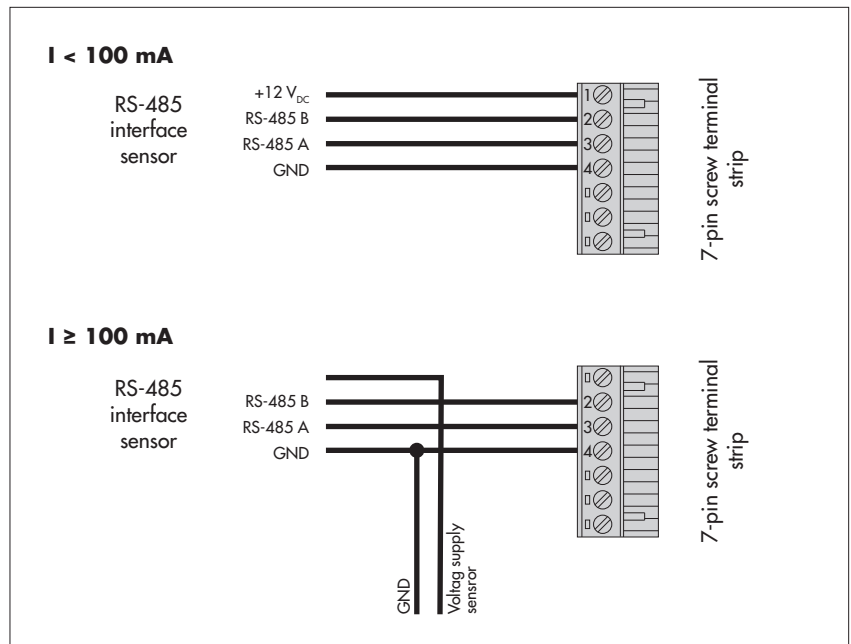 I < 100 mA
RS-485
interface
sensor
+12 VDC
RS-485 B
RS-485 A
GND
1
2
3
4
7-pin screw terminal
strip
I ≥ 100 mA
RS-485
interface
sensor
RS-485 B
RS-485 A
GND
2
3
4
7-pin screw terminal
strip
GND
Voltag supply
sensror